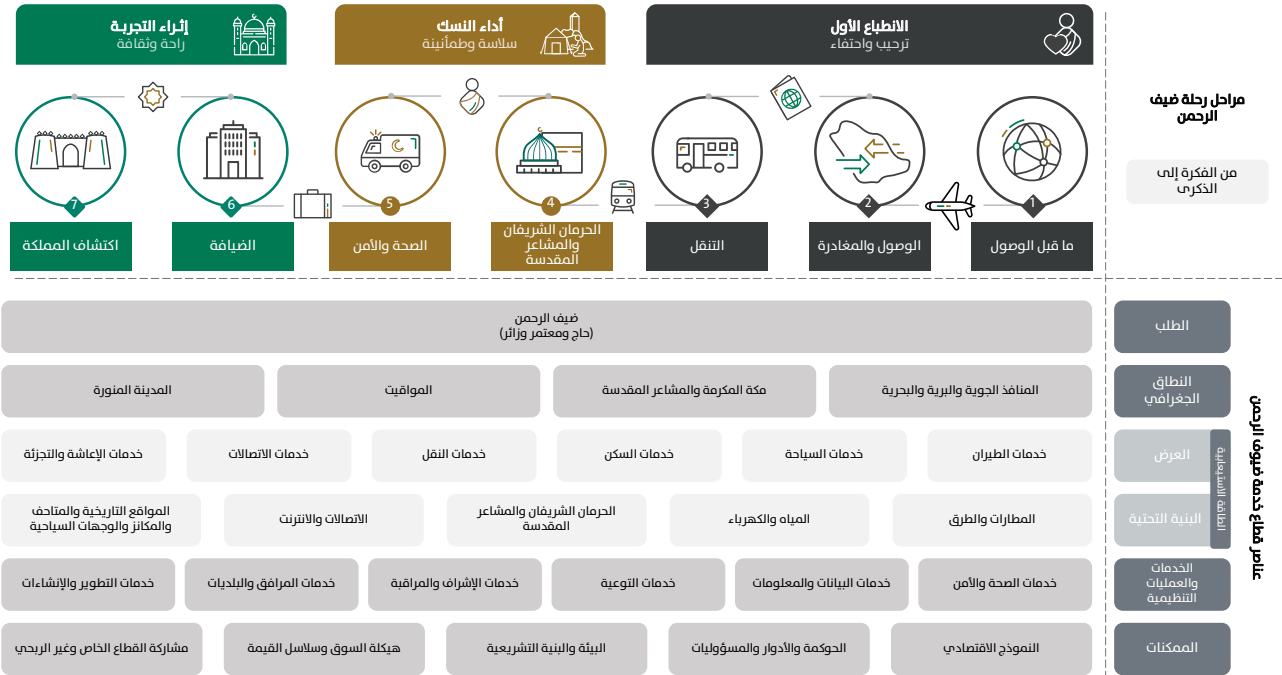 مراحل رحلة ضيف
الرحمن
من الفكرة إلى
الذكرى
الانطباع الأول
ترحيب واحتفاء
أداء النسك
سلاسة وطمأنينة
إثراء التجربة
راحة وثقافة
1
2
3
4
5
6
7
ما قبل الوصول
الوصول والمغادرة
التنقل
الحرمان الشريفان
والمشاعر
المقدسة
الصحة والأمن
الضيافة
اكتشاف المملكة
عناصر قطاع خدمة ضيوف الرحمن
الطلب
ضيف الرحمن
(حاج ومعتمر وزائر)
النطاق
الجغرافي
المنافذ الجوية والبرية والبحرية
مكة المكرمة والمشاعر المقدسة
المواقيت
المدينة المنورة
الطاقة الاستيعابية
العرض
خدمات الطيران
خدمات السياحة
خدمات السكن
خدمات النقل
خدمات الاتصالات
خدمات الإعاشة والتجزئة
البنية التحتية
المطارات والطرق
المياه والكهرباء
الحرمان الشريفان والمشاعر
المقدسة
الاتصالات والانترنت
المواقع التاريخية والمتاحف
والمكانز والوجهات السياحية
الخدمات
والعمليات
التنظيمية
خدمات الصحة والأمن
خدمات البيانات والمعلومات
خدمات التوعية
خدمات الإشراف والمراقبة
خدمات المرافق والبلديات
خدمات التطوير والإنشاءات
الممكنات
النموذج الاقتصادي
الحوكمة والأدوار والمسؤوليات
البيئة والبنية التشريعية
هيكلة السوق وسلاسل القيمة
مشاركة القطاع الخاص وغير الربحي